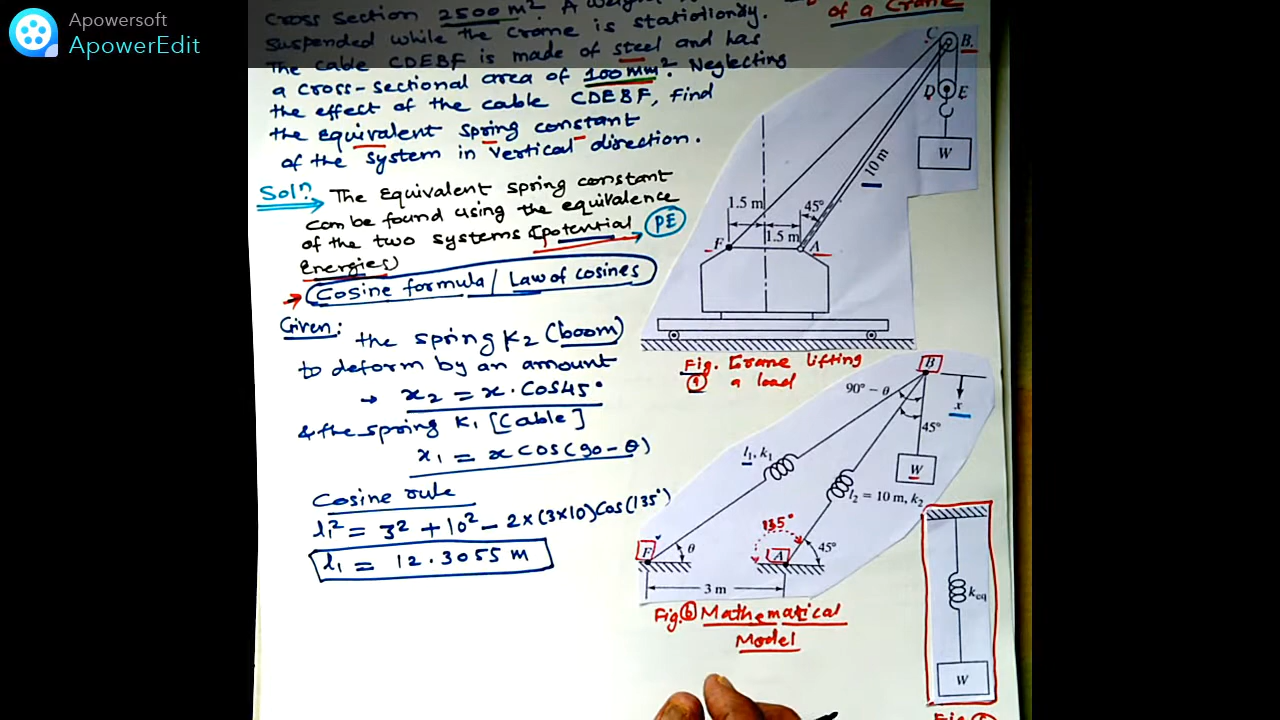 Apowersoft
ApowerEdit
Cross Section 2500 m². A
suspended while the crame is stationary.
The cable CDEBF is made of steel and has
a cross-sectional area of 100 mm². Neglecting
the effect of the cable CDEBF, Find
the equivalent spring constant
of the system in vertical direction.
Soln. The Equivalent spring constant
can be found using the equivalence
of the two systems (potential
Energies)
PE
→ Cosine formula / Law of cosines
Given: the spring K₂ (boom)
to deform by an amount
→ x₂ = x . Cos45°
& the spring K₁ [Cable]
x₁ = x cos(90 - θ)
Cosine rule
l₁² = 3² + 10² - 2×(3×10) Cos(135°)
l₁ = 12.3055 m
of a Crane
C B
D E
W
10 m
1.5 m 45°
F 1.5 m A
Fig. Crane lifting
(a) a load
B
90° − θ
x
45°
l₁, k₁
W
l₂ = 10 m, k₂
135°
F θ A 45°
3 m
Fig. (b) Mathematical
Model
keq
W